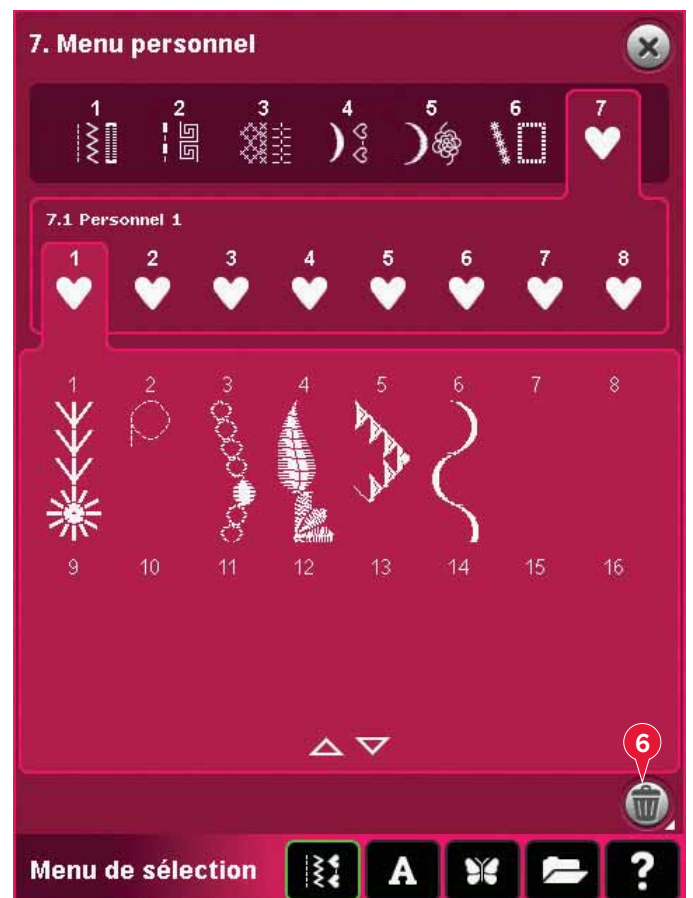 7. Menu personnel
1 2 3 4 5 6 7
7.1 Personnel 1
1 2 3 4 5 6 7 8
1 2 3 4 5 6 7 8
9 10 11 12 13 14 15 16
6
Menu de sélection A ?